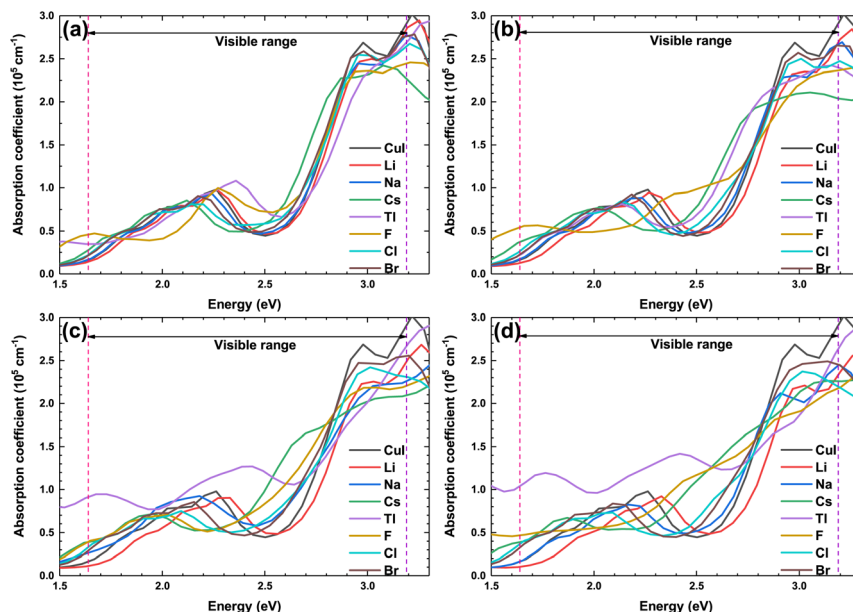 (a)
Visible range
Absorption coefficient (10⁵ cm⁻¹)
3.0
2.5
2.0
1.5
1.0
0.5
0.0
CuI
Li
Na
Cs
Tl
F
Cl
Br
1.5 2.0 2.5 3.0
Energy (eV)
(b)
Visible range
Absorption coefficient (10⁵ cm⁻¹)
3.0
2.5
2.0
1.5
1.0
0.5
0.0
CuI
Li
Na
Cs
Tl
F
Cl
Br
1.5 2.0 2.5 3.0
Energy (eV)
(c)
Visible range
Absorption coefficient (10⁵ cm⁻¹)
3.0
2.5
2.0
1.5
1.0
0.5
0.0
CuI
Li
Na
Cs
Tl
F
Cl
Br
1.5 2.0 2.5 3.0
Energy (eV)
(d)
Visible range
Absorption coefficient (10⁵ cm⁻¹)
3.0
2.5
2.0
1.5
1.0
0.5
0.0
CuI
Li
Na
Cs
Tl
F
Cl
Br
1.5 2.0 2.5 3.0
Energy (eV)